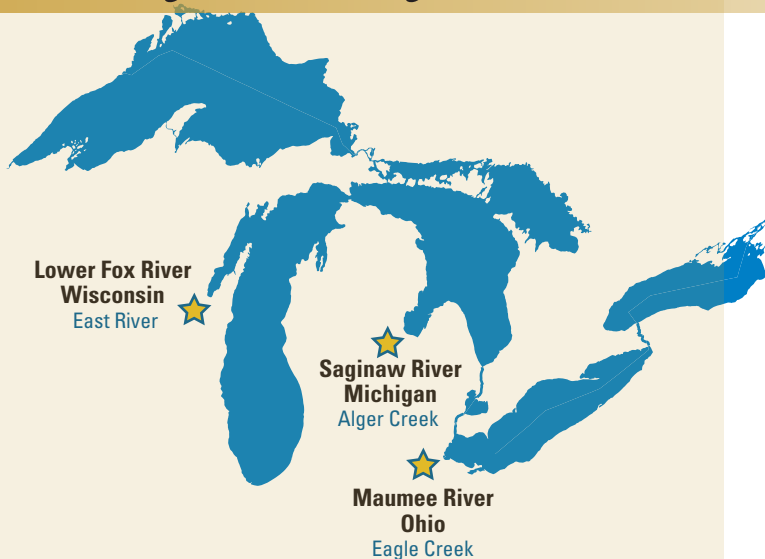 Lower Fox River
Wisconsin
East River
Saginaw River
Michigan
Alger Creek
Maumee River
Ohio
Eagle Creek